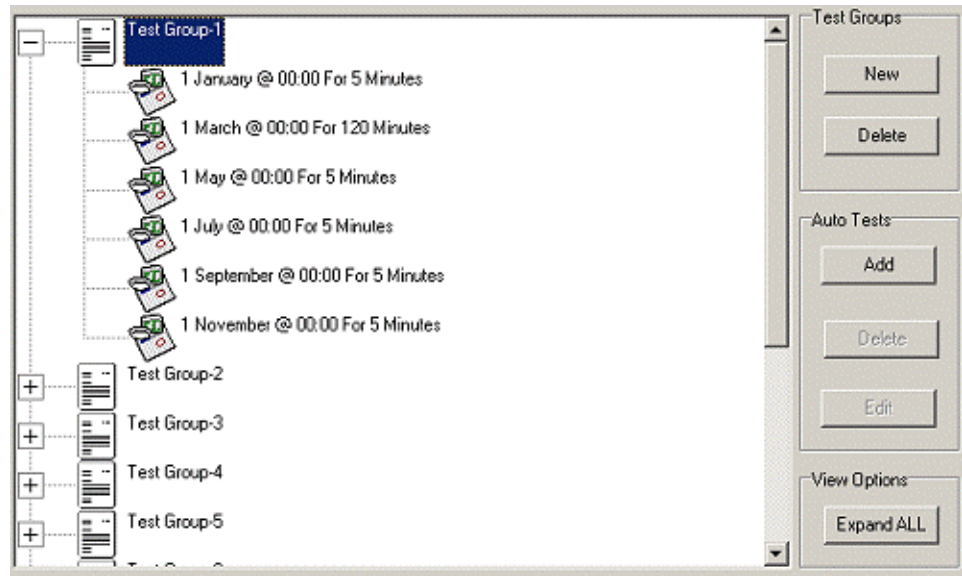 Test Group-1
1 January @ 00:00 For 5 Minutes
1 March @ 00:00 For 120 Minutes
1 May @ 00:00 For 5 Minutes
1 July @ 00:00 For 5 Minutes
1 September @ 00:00 For 5 Minutes
1 November @ 00:00 For 5 Minutes
Test Group-2
Test Group-3
Test Group-4
Test Group-5
Test Groups
New
Delete
Auto Tests
Add
Delete
Edit
View Options
Expand ALL